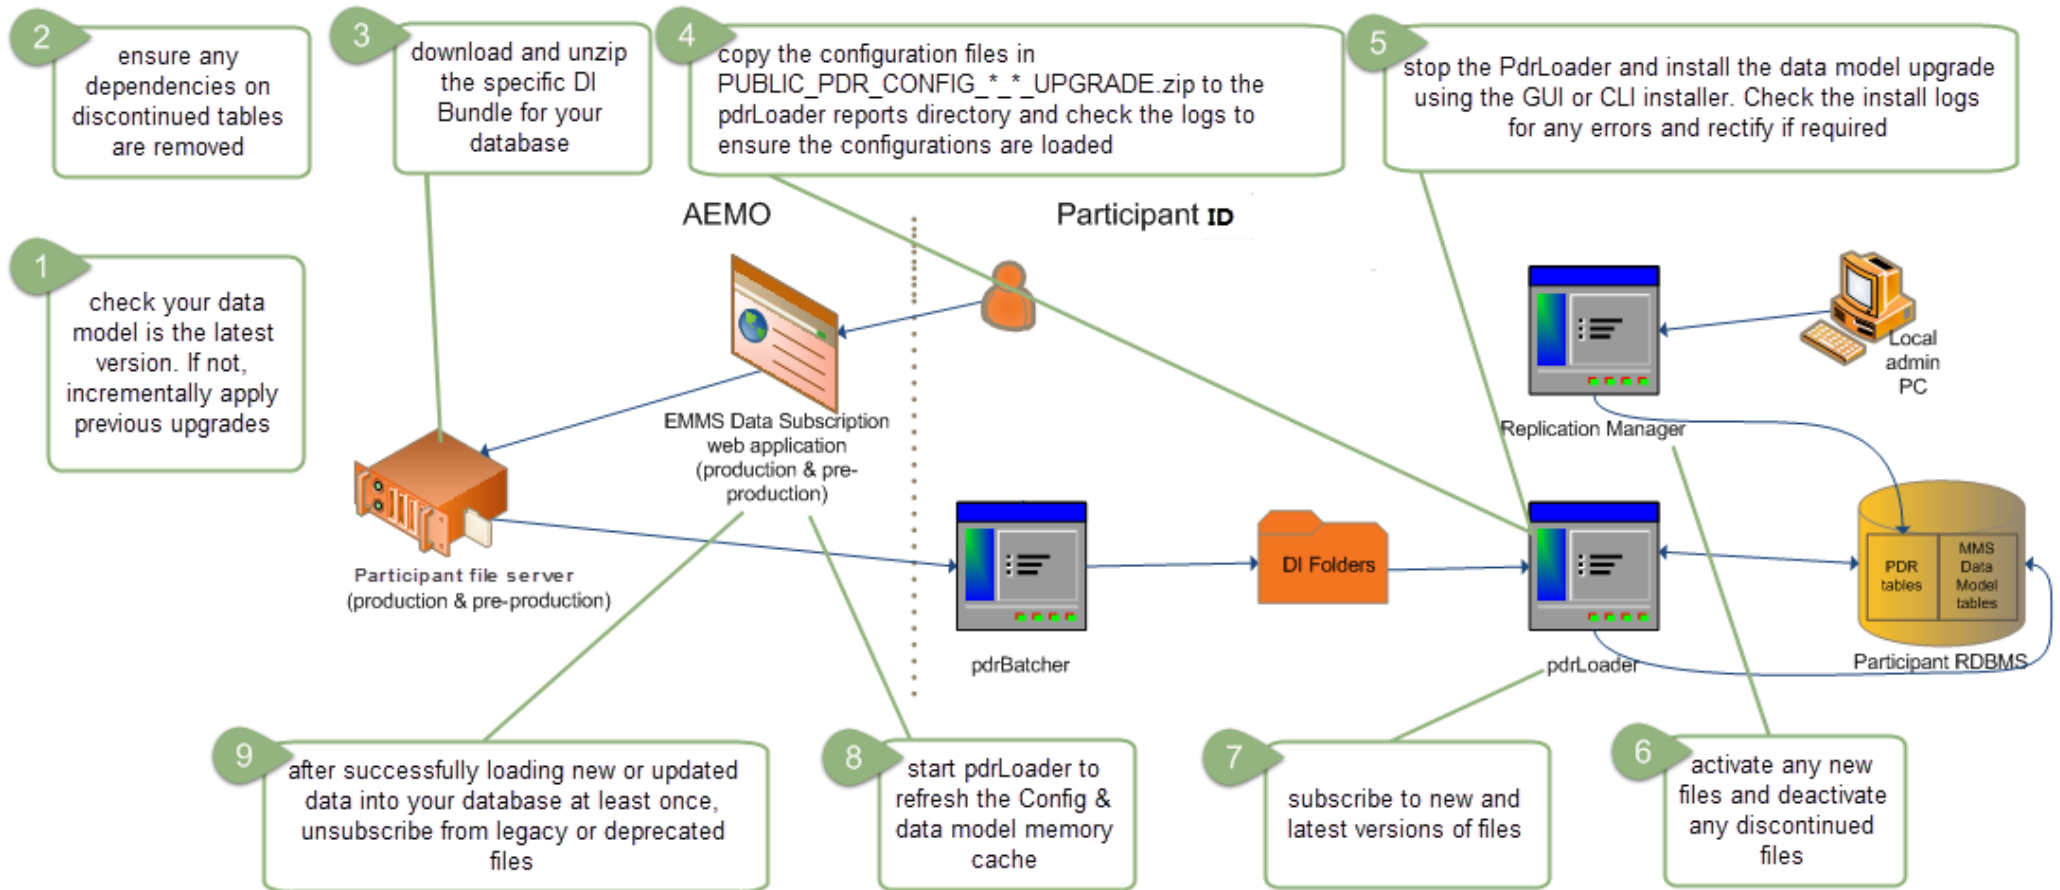 2
ensure any
dependencies on
discontinued tables
are removed
3
download and unzip
the specific DI
Bundle for your
database
4
copy the configuration files in
PUBLIC_PDR_CONFIG_*_*_UPGRADE.zip to the
pdrLoader reports directory and check the logs to
ensure the configurations are loaded
5
stop the PdrLoader and install the data model upgrade
using the GUI or CLI installer. Check the install logs
for any errors and rectify if required
AEMO
Participant ID
1
check your data
model is the latest
version. If not,
incrementally apply
previous upgrades
Local
admin
PC
EMMS Data Subscription
web application
(production & pre-
production)
Replication Manager
Participant file server
(production & pre-production)
pdrBatcher
DI Folders
pdrLoader
PDR
tables
MMS
Data
Model
tables
Participant RDBMS
9
after successfully loading new or updated
data into your database at least once,
unsubscribe from legacy or deprecated
files
8
start pdrLoader to
refresh the Config &
data model memory
cache
7
subscribe to new and
latest versions of files
6
activate any new
files and deactivate
any discontinued
files